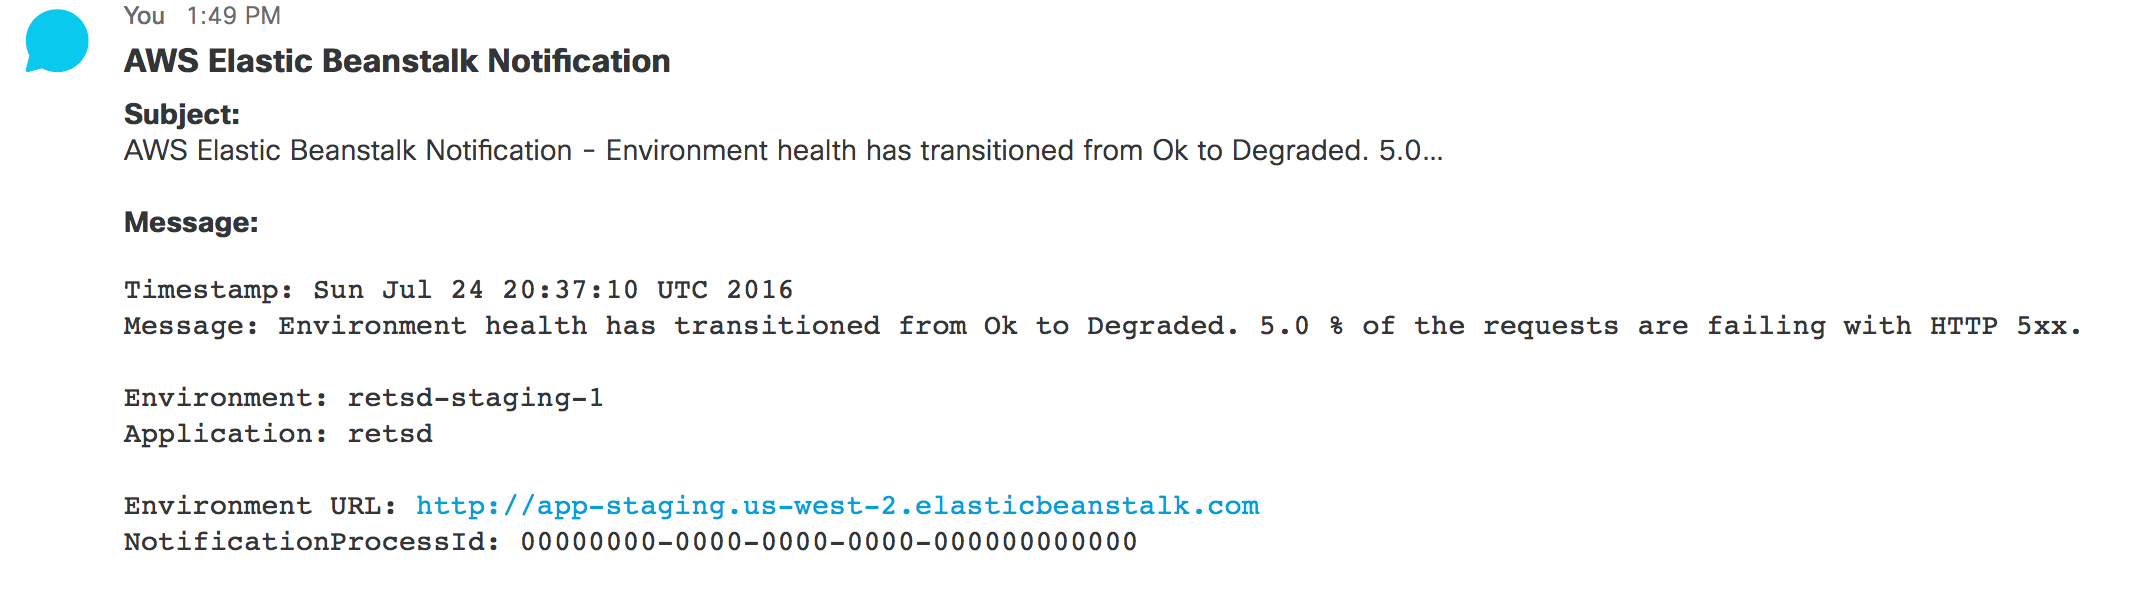 You 1:49 PM
AWS Elastic Beanstalk Notification
Subject:
AWS Elastic Beanstalk Notification - Environment health has transitioned from Ok to Degraded. 5.0...
Message:
Timestamp: Sun Jul 24 20:37:10 UTC 2016
Message: Environment health has transitioned from Ok to Degraded. 5.0 % of the requests are failing with HTTP 5xx.
Environment: retsd-staging-1
Application: retsd
Environment URL: http://app-staging.us-west-2.elasticbeanstalk.com
NotificationProcessId: 00000000-0000-0000-0000-000000000000